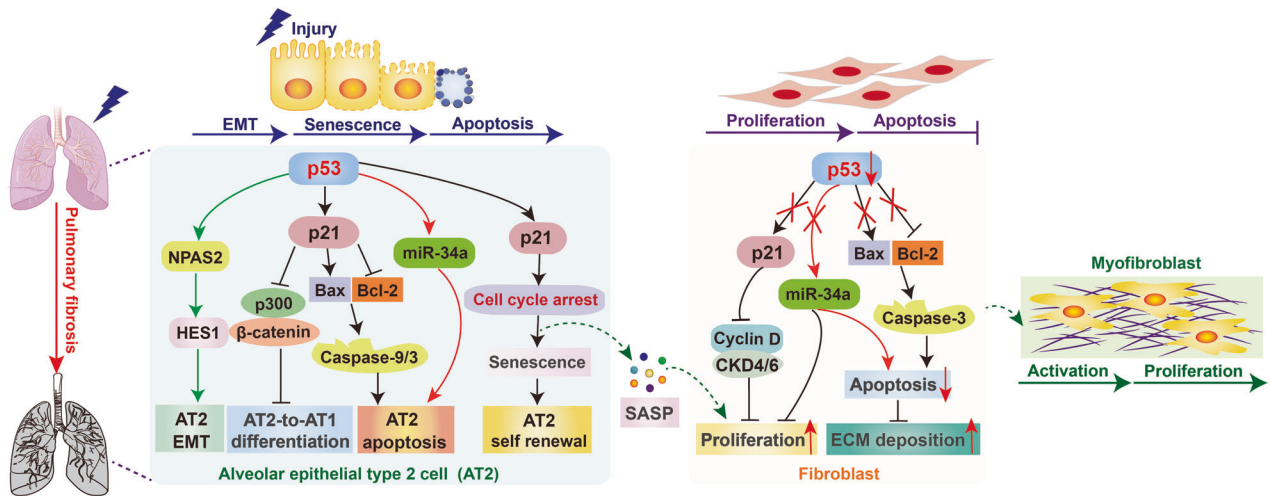 Injury
EMT
Senescence
Apoptosis
Pulmonary fibrosis
p53
NPAS2
HES1
AT2
EMT
p21
p300
β-catenin
AT2-to-AT1
differentiation
Bax
Bcl-2
Caspase-9/3
AT2
apoptosis
miR-34a
p21
Cell cycle arrest
Senescence
AT2
self renewal
Alveolar epithelial type 2 cell (AT2)
SASP
Proliferation
Apoptosis
p53
p21
Cyclin D
CKD4/6
Proliferation
miR-34a
Bax
Bcl-2
Caspase-3
Apoptosis
ECM deposition
Fibroblast
Myofibroblast
Activation
Proliferation